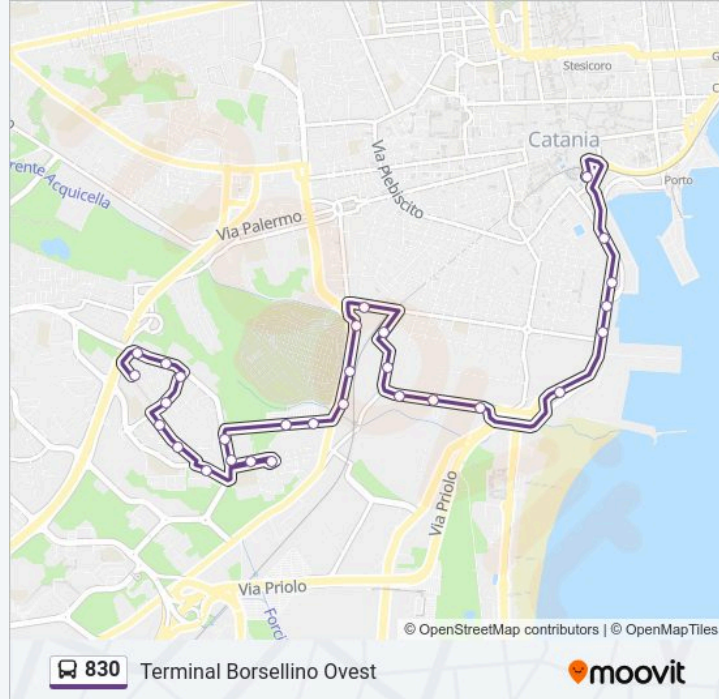 Stesicoro
Catania
Via Plebiscito
Porto
rente Acquicella
Via Palermo
Via Priolo
Via Priolo
Forci
© OpenStreetMap contributors | © OpenMapTiles
830 Terminal Borsellino Ovest
moovit